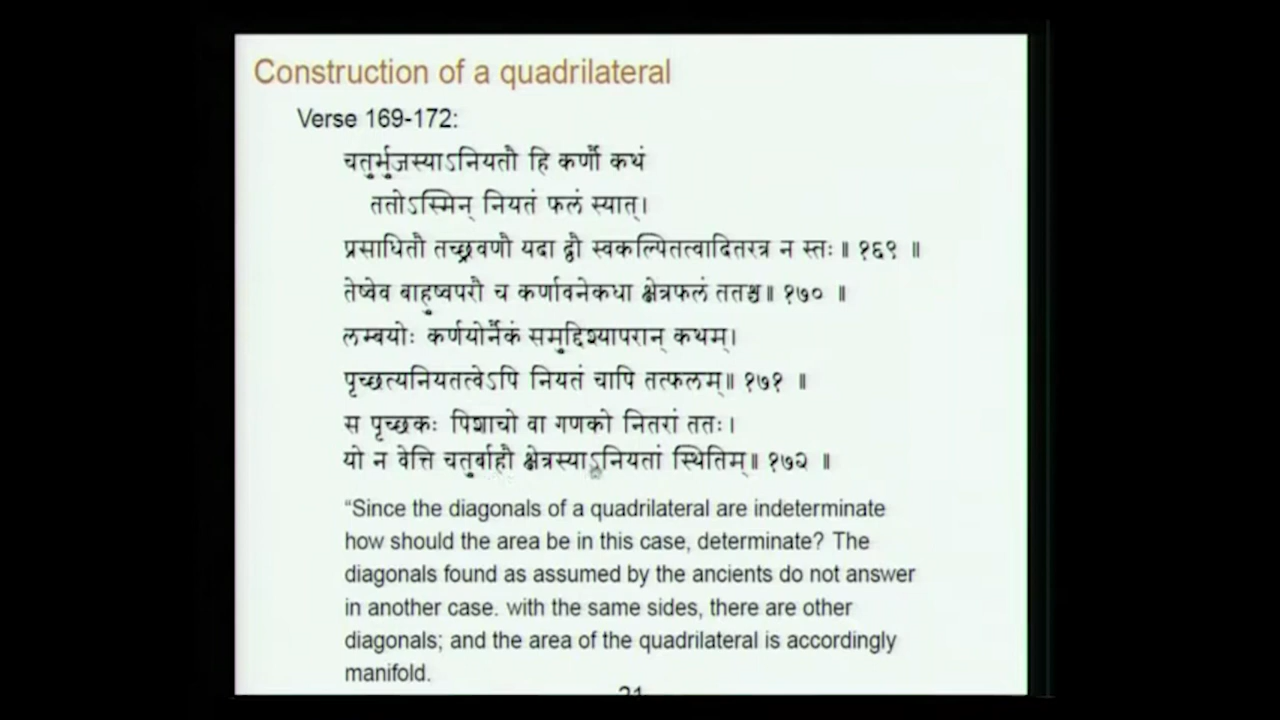 Construction of a quadrilateral
Verse 169-172:
चतुर्भुजस्याऽनियतौ हि कर्णौ कथं
ततोऽस्मिन् नियतं फलं स्यात्।
प्रसाधितौ तच्छ्रवणौ यदा द्वौ स्वकल्पितत्वादितरत्र न स्तः॥ १६९ ॥
तेष्वेव बाहुष्वपरौ च कर्णावनेकधा क्षेत्रफलं ततश्च॥ १७० ॥
लम्बयोः कर्णयोर्नैकं समुद्दिश्यापरान् कथम्।
पृच्छत्यनियतत्वेऽपि नियतं चापि तत्फलम्॥ १७१ ॥
स पृच्छकः पिशाचो वा गणको नितरां ततः।
यो न वेत्ति चतुर्बाहौ क्षेत्रस्याऽनियतां स्थितिम्॥ १७२ ॥
“Since the diagonals of a quadrilateral are indeterminate
how should the area be in this case, determinate? The
diagonals found as assumed by the ancients do not answer
in another case. with the same sides, there are other
diagonals; and the area of the quadrilateral is accordingly
manifold.